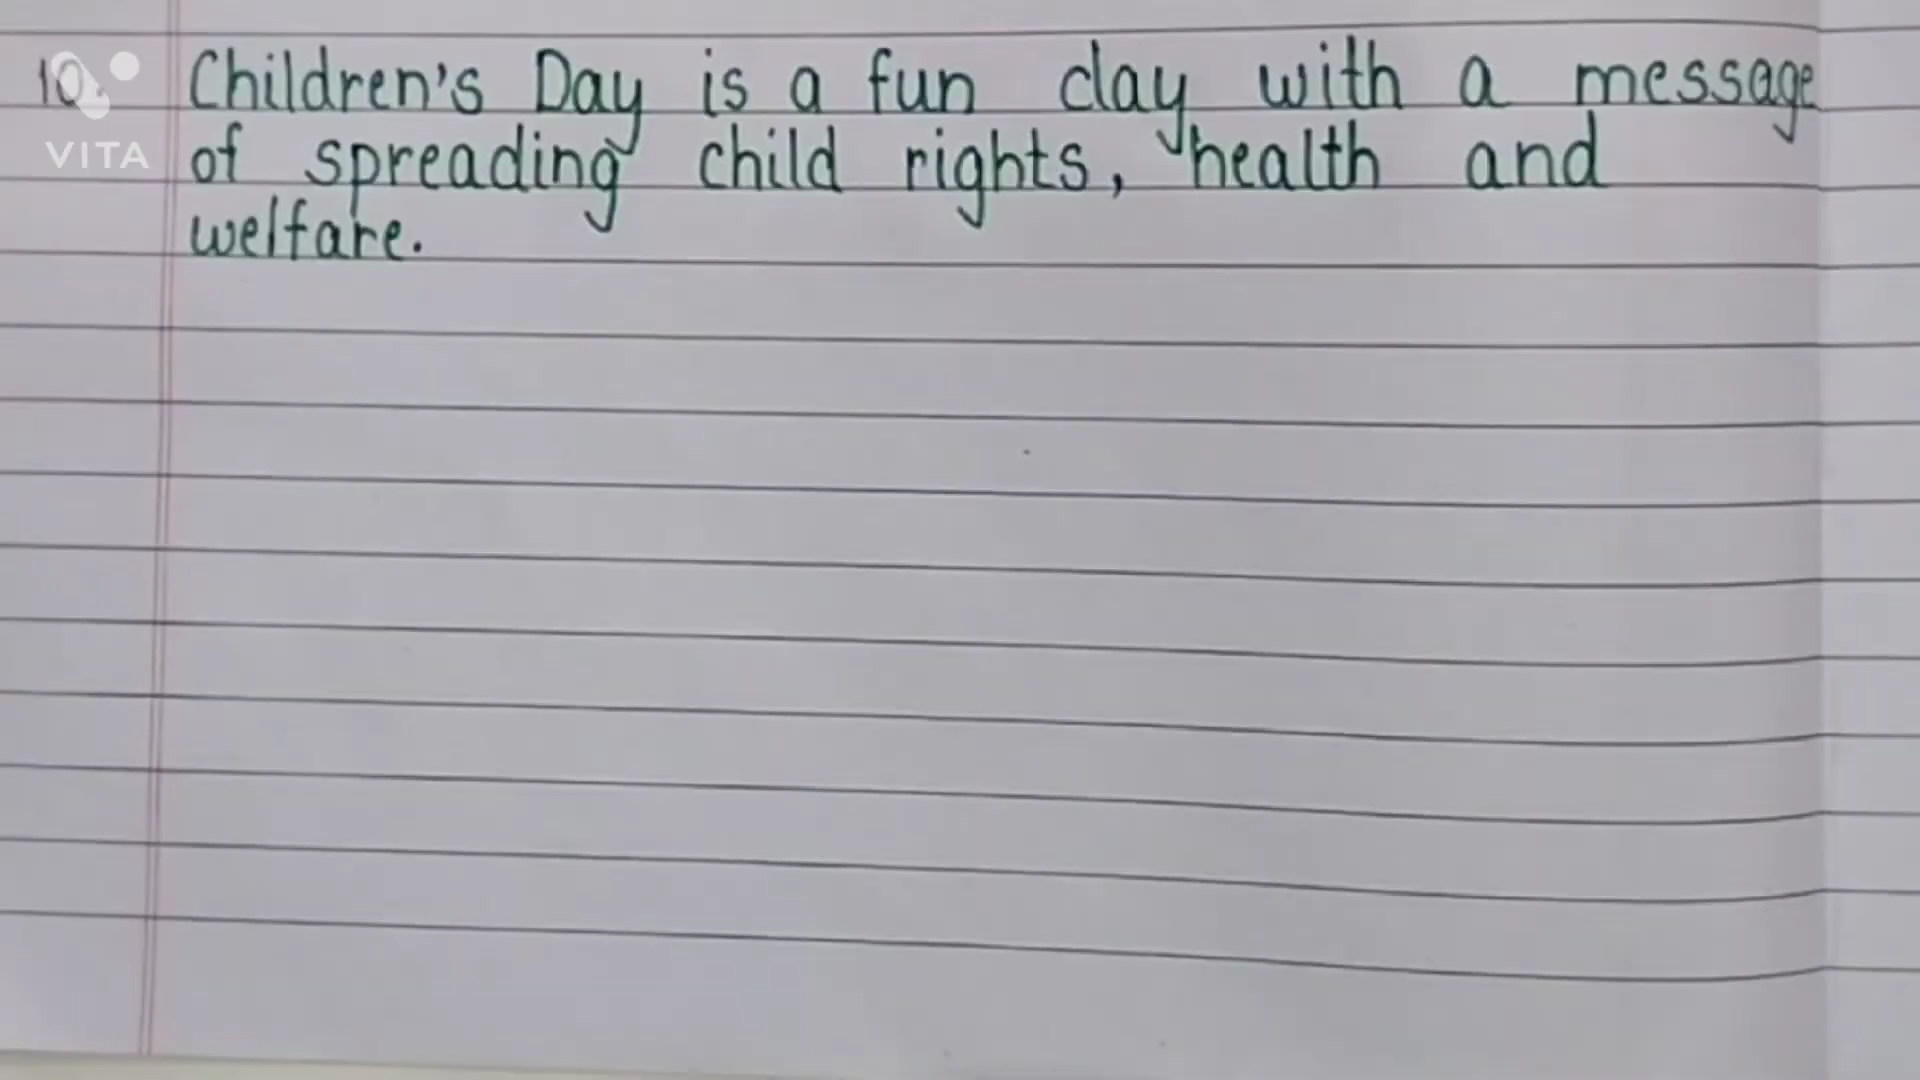 10. Children's Day is a fun day with a message
of spreading child rights, health and
welfare.
VITA